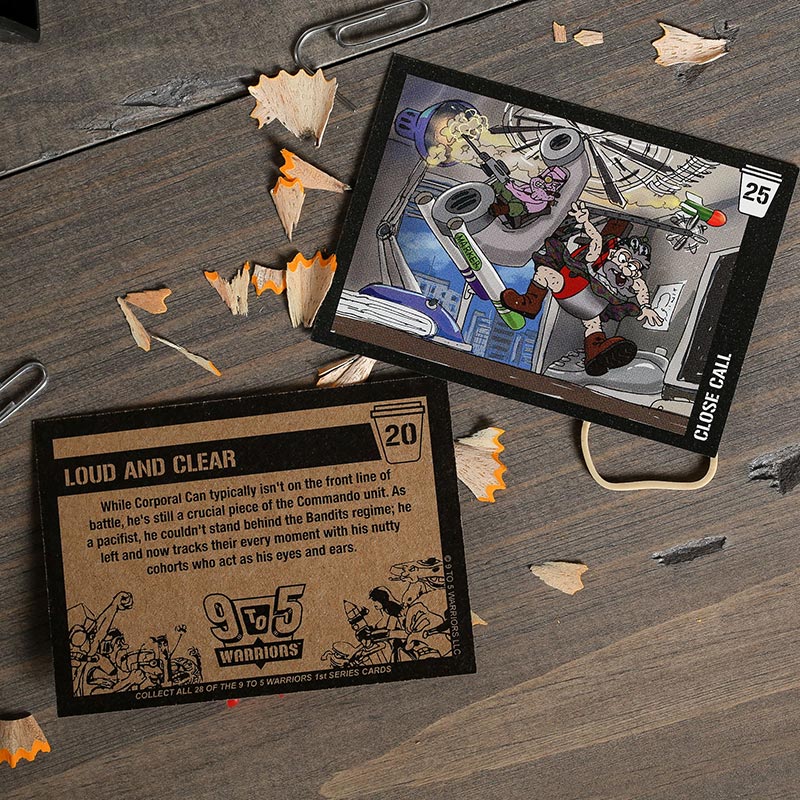 25
CLOSE CALL
MARKER
20
LOUD AND CLEAR
While Corporal Can typically isn't on the front line of
battle, he's still a crucial piece of the Commando unit. As
a pacifist, he couldn't stand behind the Bandits regime; he
left and now tracks their every moment with his nutty
cohorts who act as his eyes and ears.
9 TO 5
WARRIORS
COLLECT ALL 28 OF THE 9 TO 5 WARRIORS 1st SERIES CARDS
© 9 TO 5 WARRIORS LLC